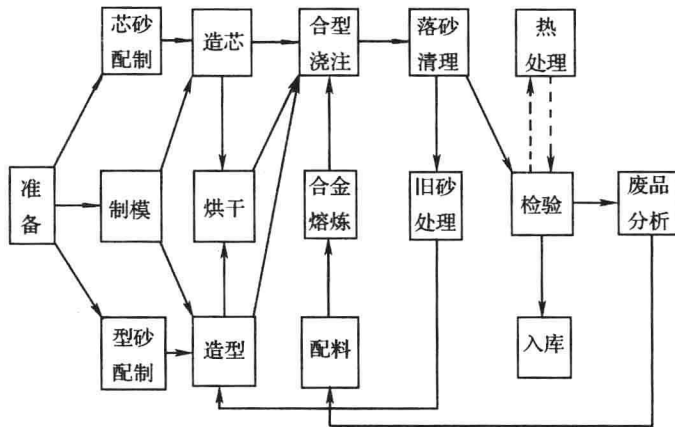 芯砂
配制
造芯
合型
浇注
落砂
清理
热
处理
准
备
制模
烘干
合金
熔炼
旧砂
处理
检验
废品
分析
型砂
配制
造型
配料
入库